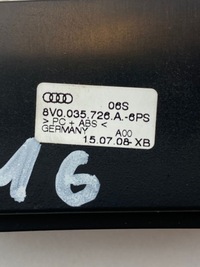 06S
8V0.035.726.A.-6PS
> PC + ABS <
GERMANY A00
15.07.08-XB
16